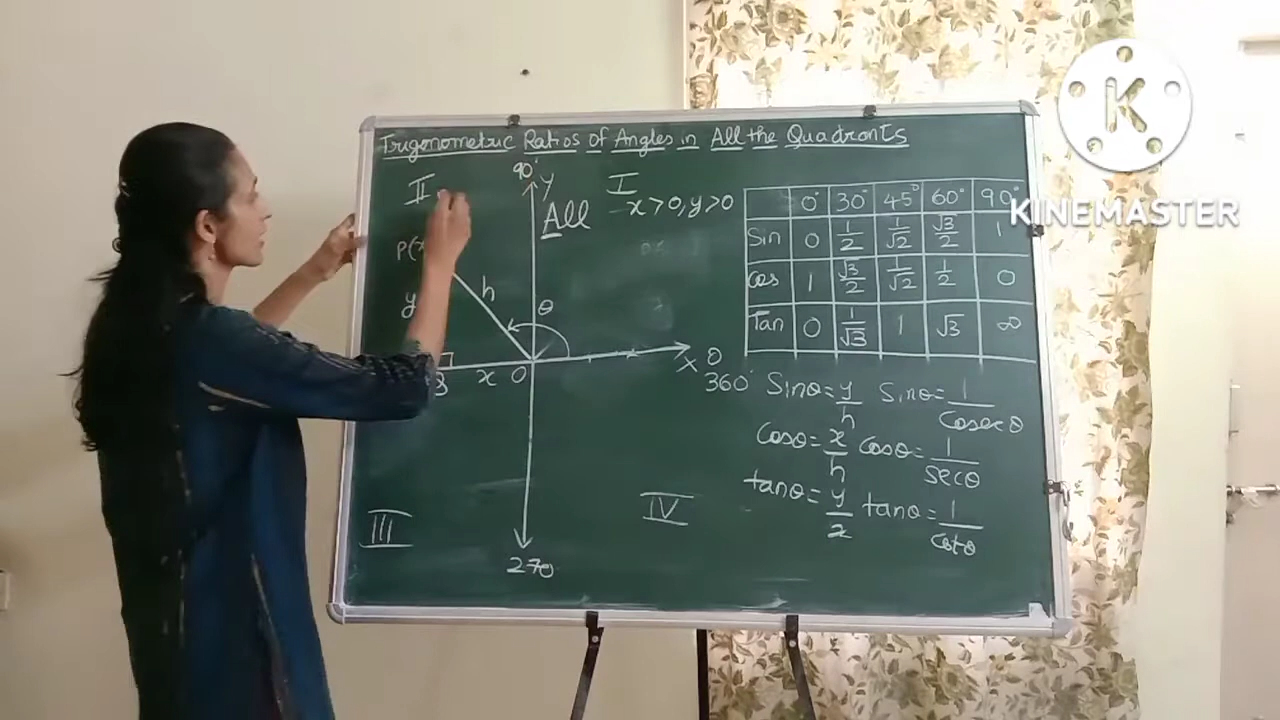 Trigonometric Ratios of Angles in All the Quadrants
90°
y
II
I
x>0, y>0
All
P(x
y
h
θ
x
O
X
0
360°
III
IV
270
0° 30° 45° 60° 90°
Sin 0 1/2 1/√2 √3/2 1
Cos 1 √3/2 1/√2 1/2 0
Tan 0 1/√3 1 √3 ∞
Sinθ = y/h Sinθ = 1/Cosecθ
Cosθ = x/h Cosθ = 1/secθ
tanθ = y/x tanθ = 1/Cotθ
K
KINEMASTER